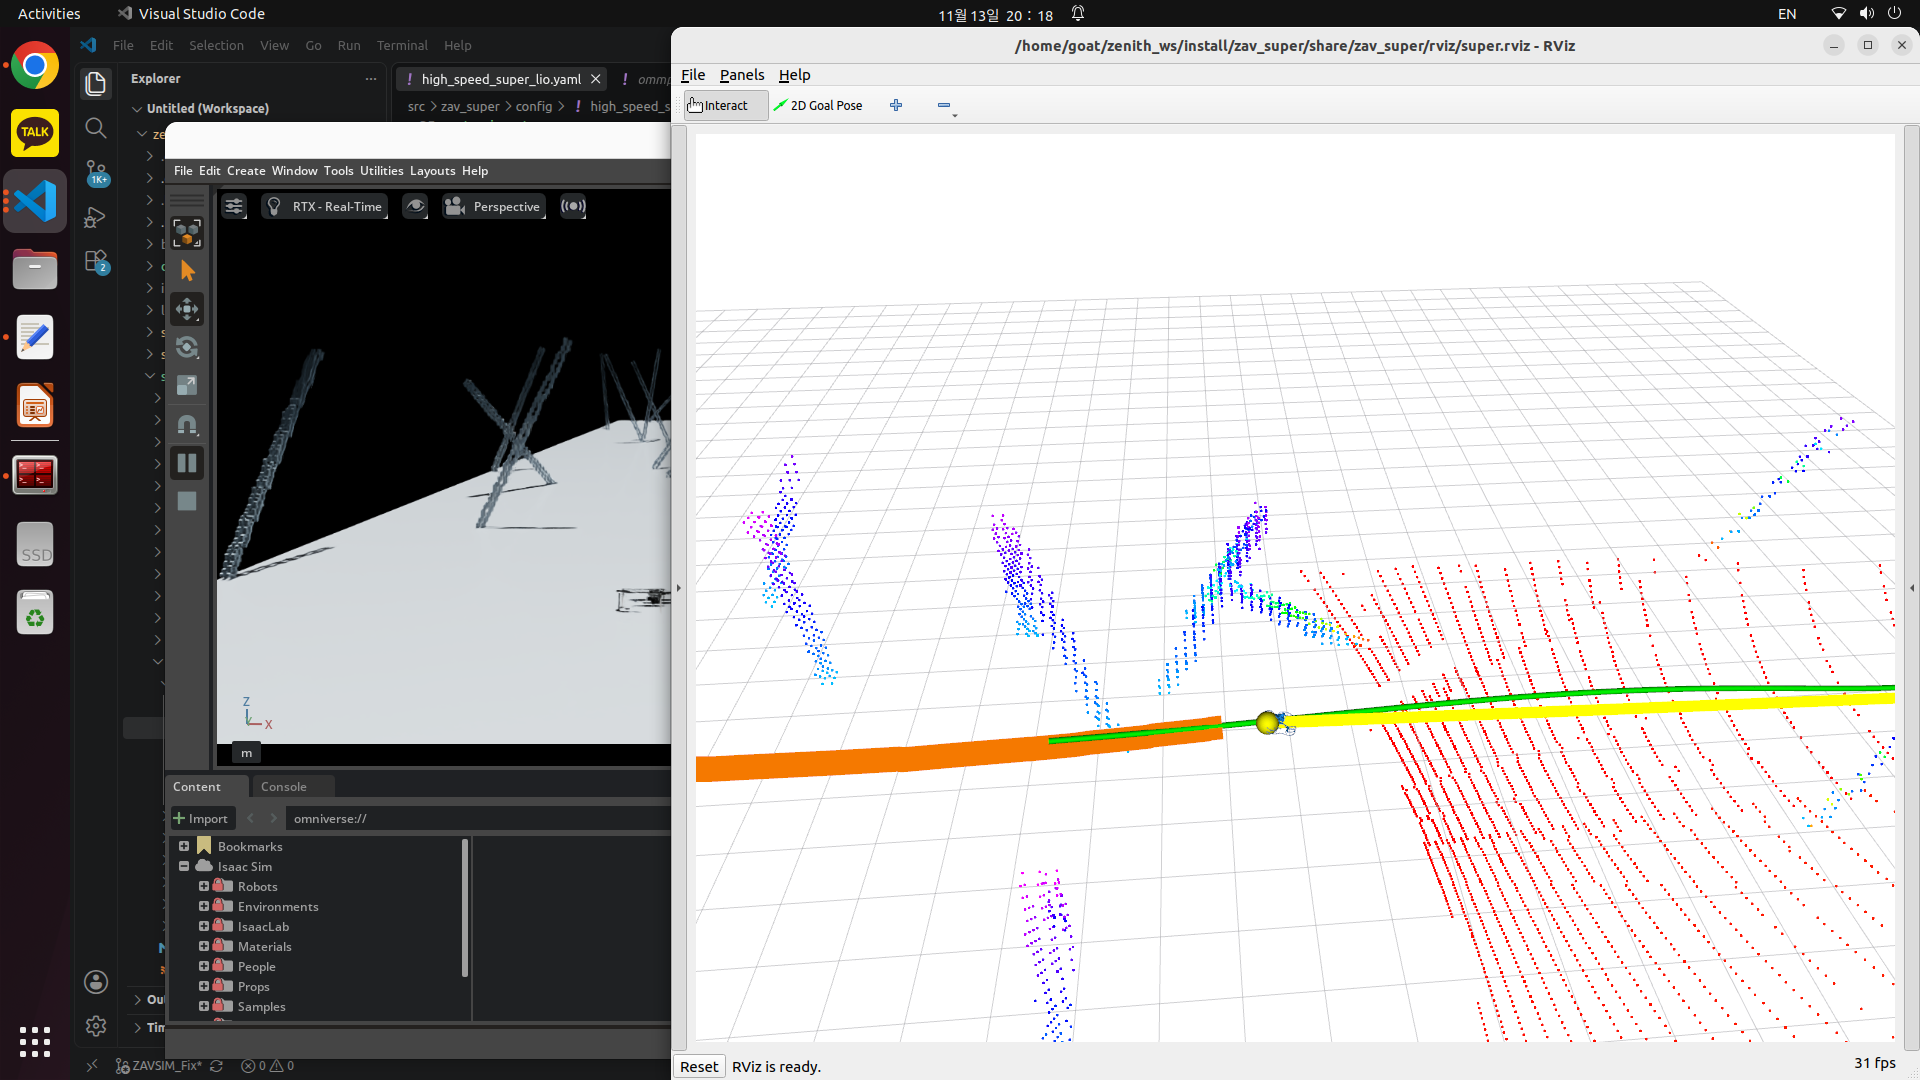 Activities
Visual Studio Code
11월 13일 20 : 18
EN
File Edit Selection View Go Run Terminal Help
/home/goat/zenith_ws/install/zav_super/share/zav_super/rviz/super.rviz - RViz
File Panels Help
Interact
2D Goal Pose
TALK
1K+
2
SSD
Explorer
Untitled (Workspace)
! high_speed_super_lio.yaml
src > zav_super > config > ! high_speed_s
File Edit Create Window Tools Utilities Layouts Help
RTX - Real-Time
Perspective
Z
X
m
Content
Console
Import
omniverse://
Bookmarks
Isaac Sim
Robots
Environments
IsaacLab
Materials
People
Props
Samples
Ou
Tim
ZAVSIM_Fix*
0
0
Reset
RViz is ready.
31 fps